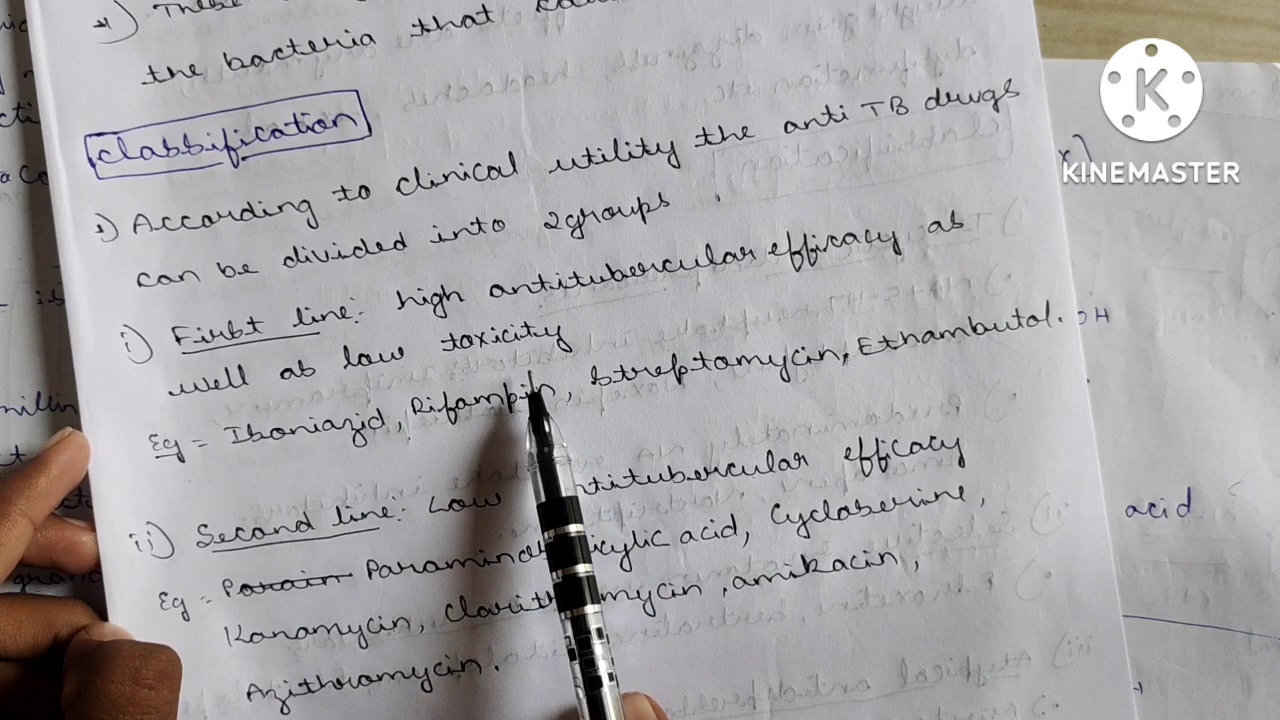 *) These
the bacteria that
Classification
*) According to clinical utility the anti TB drugs
can be divided into 2 groups.
i) First line: high antitubercular efficacy as
well as low toxicity
Eg = Isoniazid, Rifampin, Streptomycin, Ethambutol.
ii) Second line: Low antitubercular efficacy
Eg = Paraminosalicylic acid, Cycloserine,
Kanamycin, Clarithromycin, amikacin,
Azithromycin.
OH
acid
KINEMASTER